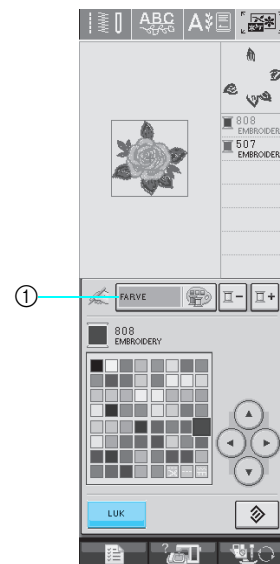 ABC
A
808
EMBROIDER
507
EMBROIDER
①
FARVE
808
EMBROIDERY
LUK
?